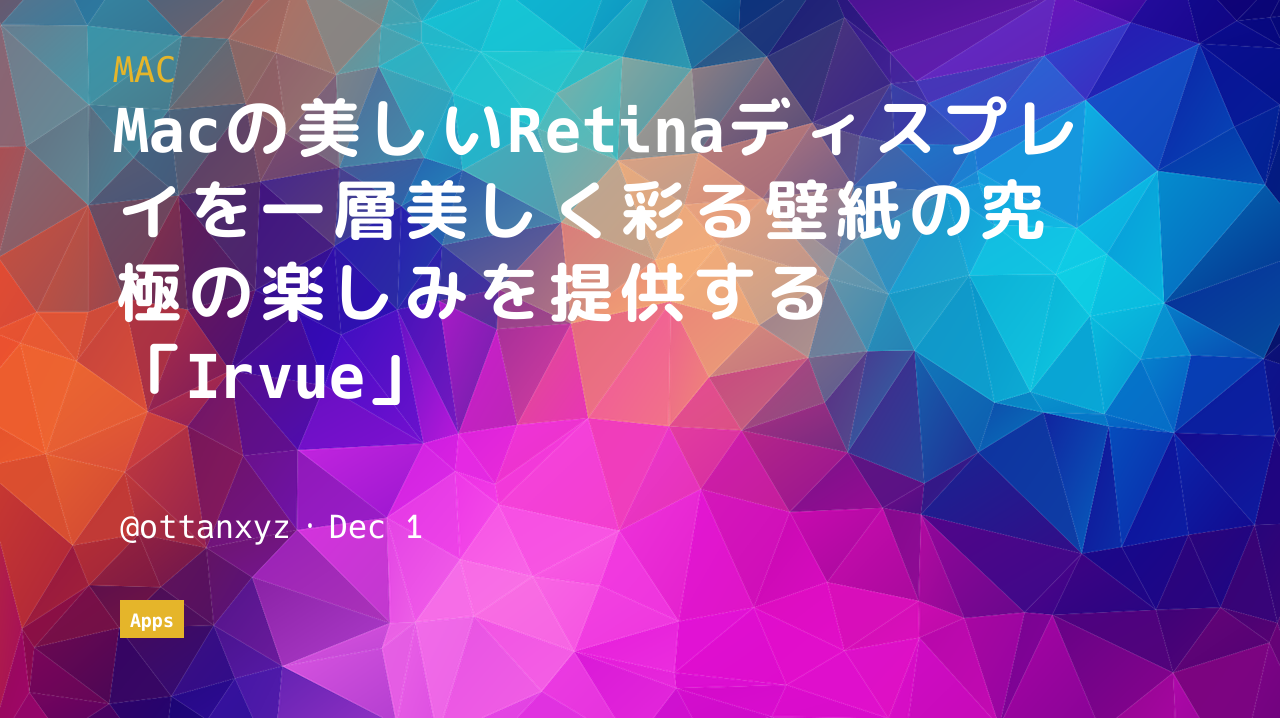 MAC
Macの美しいRetinaディスプレ
イを一層美しく彩る壁紙の究
極の楽しみを提供する
「Irvue」
@ottanxyz・Dec 1
Apps